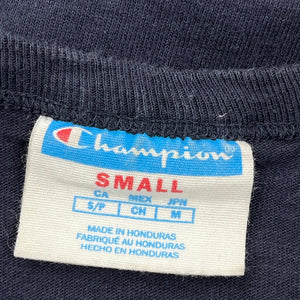 Champion
SMALL
CA MEX JPN
S/P CH M
MADE IN HONDURAS
FABRIQUÉ AU HONDURAS
HECHO EN HONDURAS